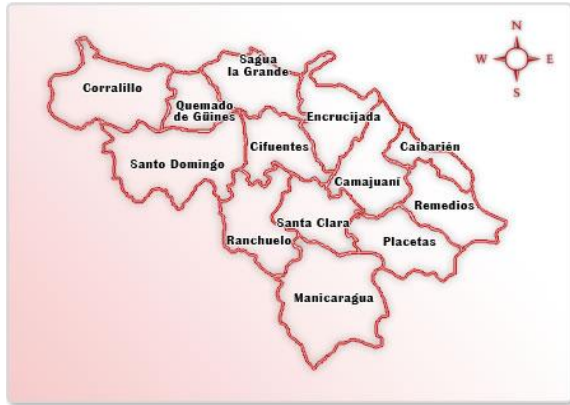 N
W E
S
Sagua
la Grande
Corralillo
Quemado
de Güines
Encrucijada
Cifuentes
Caibarién
Santo Domingo
Camajuaní
Remedios
Santa Clara
Ranchuelo
Placetas
Manicaragua